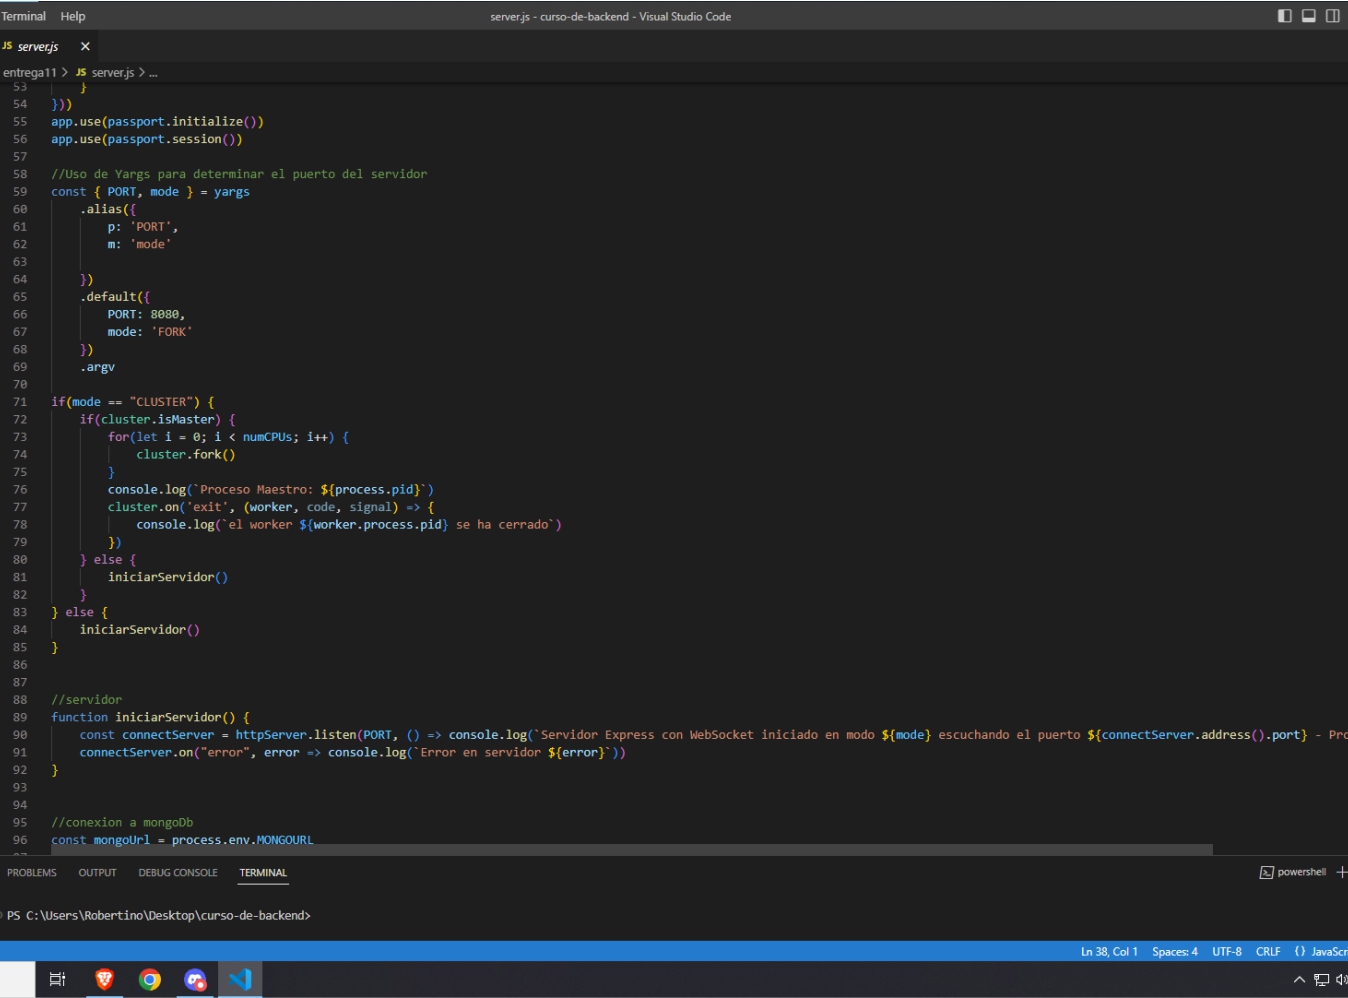 Terminal Help server.js - curso-de-backend - Visual Studio Code
JS server.js ×
entrega11 > JS server.js > ...
53 }
54 }))
55 app.use(passport.initialize())
56 app.use(passport.session())
57
58 //Uso de Yargs para determinar el puerto del servidor
59 const { PORT, mode } = yargs
60 .alias({
61 p: 'PORT',
62 m: 'mode'
63
64 })
65 .default({
66 PORT: 8080,
67 mode: 'FORK'
68 })
69 .argv
70
71 if(mode == "CLUSTER") {
72 if(cluster.isMaster) {
73 for(let i = 0; i < numCPUs; i++) {
74 cluster.fork()
75 }
76 console.log(`Proceso Maestro: ${process.pid}`)
77 cluster.on('exit', (worker, code, signal) => {
78 console.log(`el worker ${worker.process.pid} se ha cerrado`)
79 })
80 } else {
81 iniciarServidor()
82 }
83 } else {
84 iniciarServidor()
85 }
86
87
88 //servidor
89 function iniciarServidor() {
90 const connectServer = httpServer.listen(PORT, () => console.log(`Servidor Express con WebSocket iniciado en modo ${mode} escuchando el puerto ${connectServer.address().port} - Pro
91 connectServer.on("error", error => console.log(`Error en servidor ${error}`))
92 }
93
94
95 //conexion a mongoDb
96 const mongoUrl = process.env.MONGOURL
97
PROBLEMS OUTPUT DEBUG CONSOLE TERMINAL powershell +
PS C:\Users\Robertino\Desktop\curso-de-backend>
Ln 38, Col 1 Spaces: 4 UTF-8 CRLF {} JavaScr